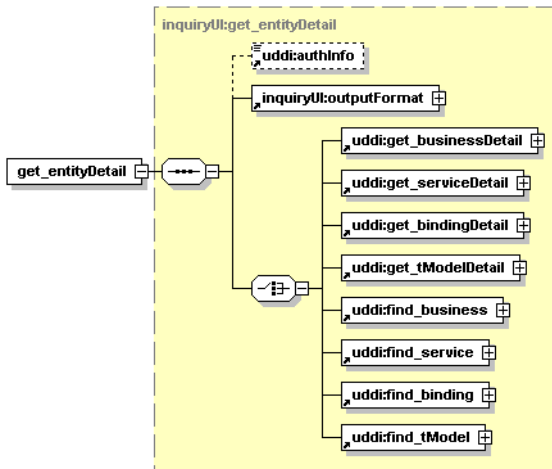 inquiryUI:get_entityDetail
uddi:authInfo
inquiryUI:outputFormat
get_entityDetail
uddi:get_businessDetail
uddi:get_serviceDetail
uddi:get_bindingDetail
uddi:get_tModelDetail
uddi:find_business
uddi:find_service
uddi:find_binding
uddi:find_tModel